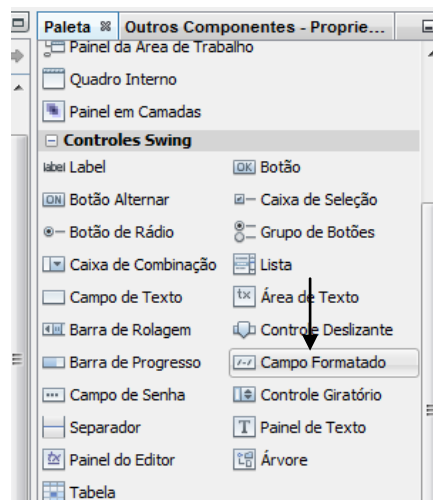 Paleta Outros Componentes - Proprie...
Painel da Área de Trabalho
Quadro Interno
Painel em Camadas
Controles Swing
label Label OK Botão
ON Botão Alternar Caixa de Seleção
Botão de Rádio Grupo de Botões
Caixa de Combinação Lista
Campo de Texto tx Área de Texto
Barra de Rolagem Controle Deslizante
Barra de Progresso Campo Formatado
Campo de Senha Controle Giratório
Separador T Painel de Texto
Painel do Editor Árvore
Tabela